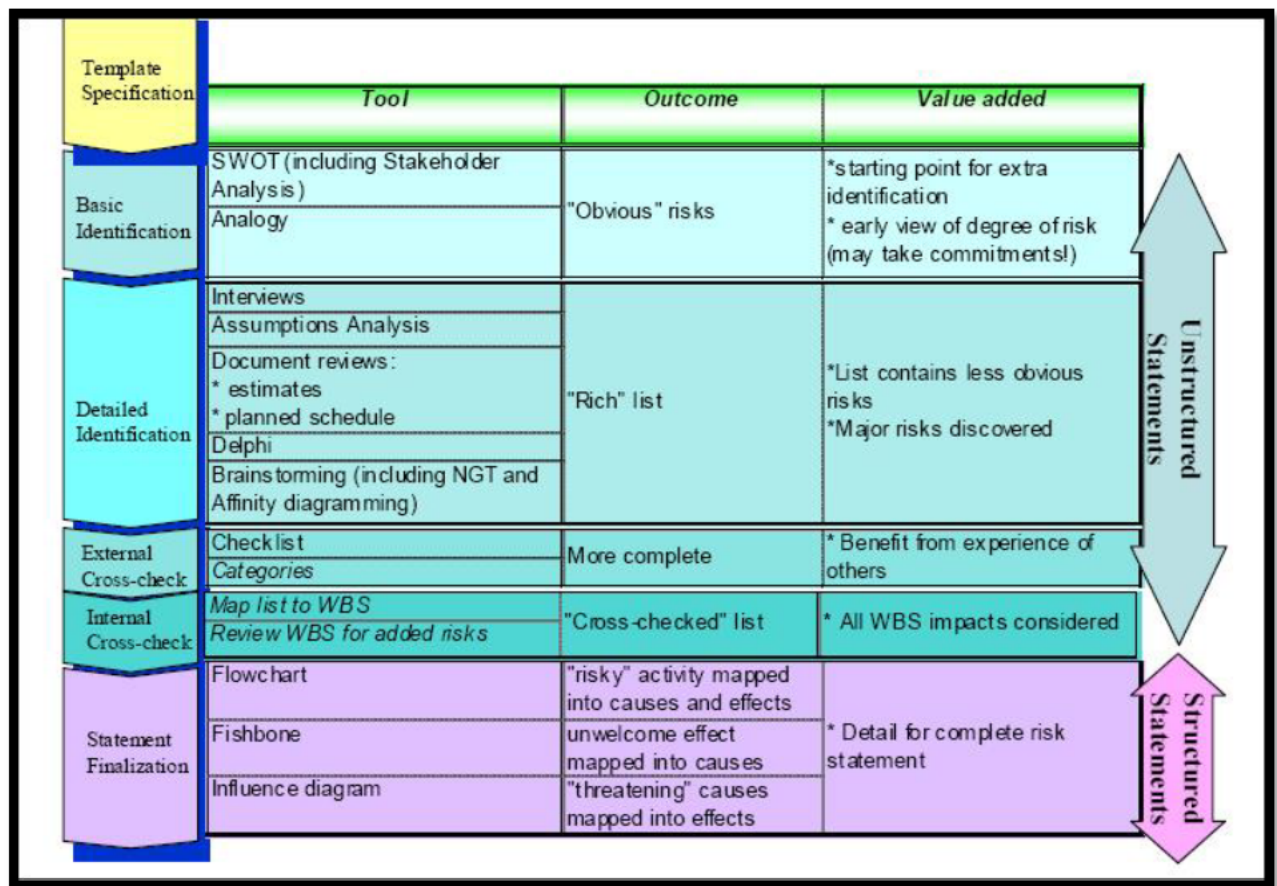 Template
Specification
Tool
Outcome
Value added
Basic
Identification
SWOT (including Stakeholder
Analysis)
Analogy
"Obvious" risks
*starting point for extra
identification
* early view of degree of risk
(may take commitments!)
Detailed
Identification
Interviews
Assumptions Analysis
Document reviews:
* estimates
* planned schedule
Delphi
Brainstorming (including NGT and
Affinity diagramming)
"Rich" list
*List contains less obvious
risks
*Major risks discovered
External
Cross-check
Checklist
Categories
More complete
* Benefit from experience of
others
Internal
Cross-check
Map list to WBS
Review WBS for added risks
"Cross-checked" list
* All WBS impacts considered
Unstructured
Statements
Statement
Finalization
Flowchart
"risky" activity mapped
into causes and effects
Fishbone
unwelcome effect
mapped into causes
Influence diagram
"threatening" causes
mapped into effects
* Detail for complete risk
statement
Structured
Statements